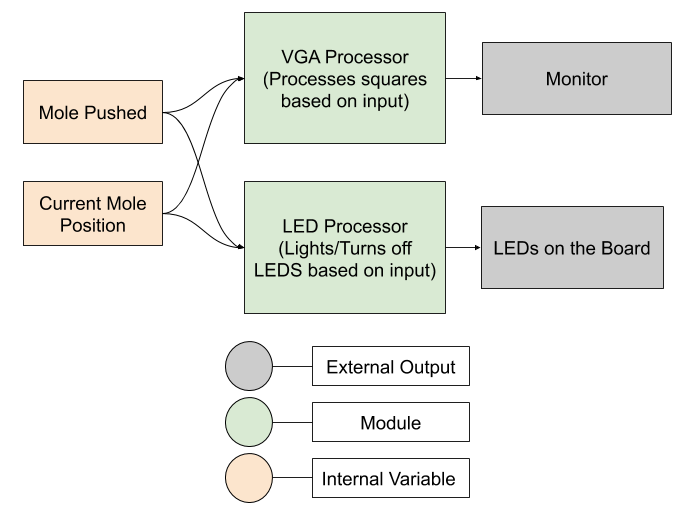 VGA Processor
(Processes squares
based on input)
Monitor
Mole Pushed
Current Mole
Position
LED Processor
(Lights/Turns off
LEDS based on input)
LEDs on the Board
External Output
Module
Internal Variable